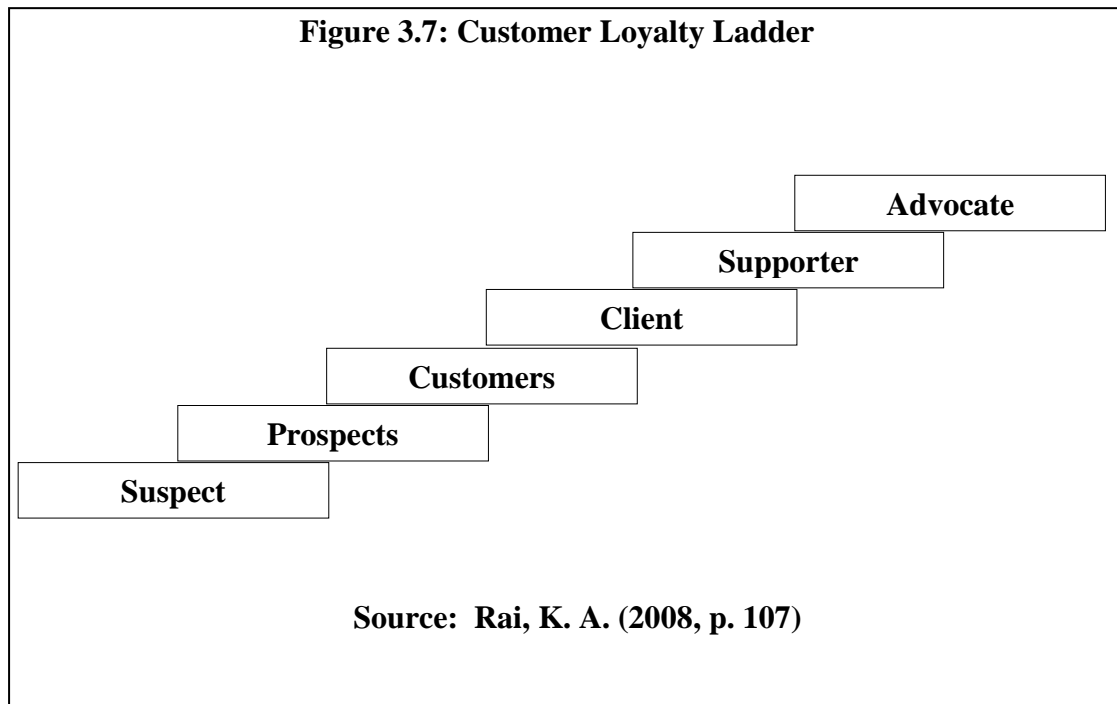 Figure 3.7: Customer Loyalty Ladder
Advocate
Supporter
Client
Customers
Prospects
Suspect
Source: Rai, K. A. (2008, p. 107)